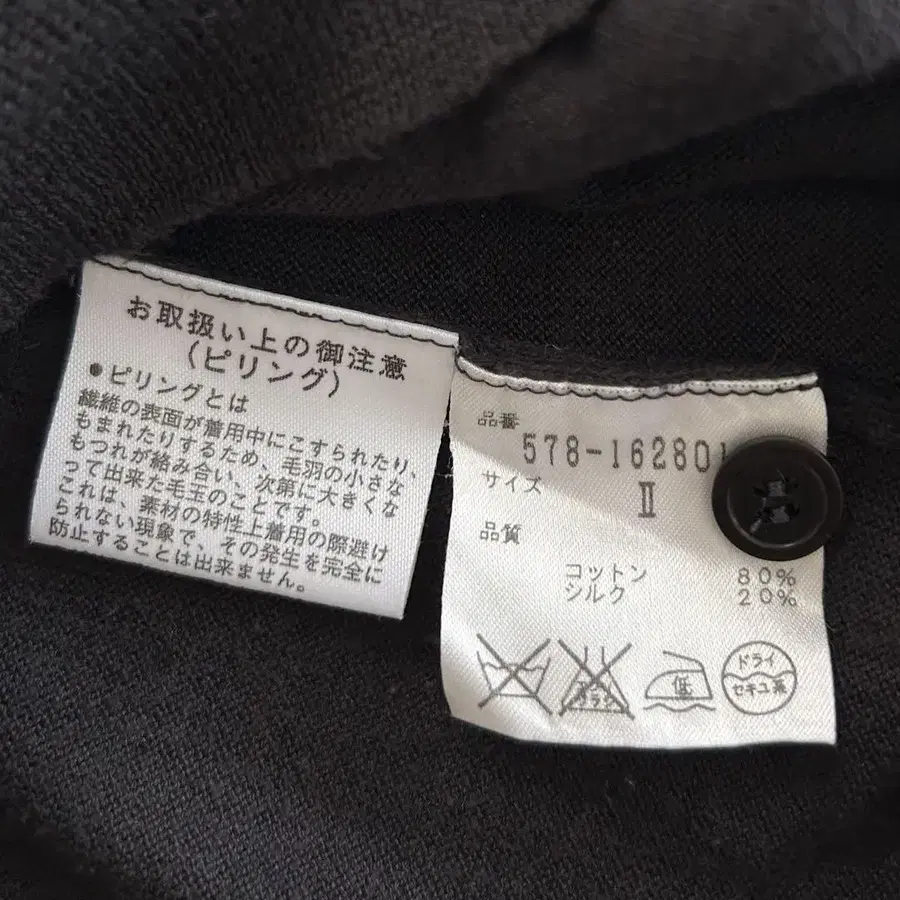 お取扱い上の御注意
(ピリング)
●ピリングとは
繊維の表面が着用中にこすられたり、
もまれたりするため、毛羽の小さな
もつれが絡み合い、次第に大きくな
って出来た毛玉のことです。
これは、素材の特性上着用の際避け
られない現象で、その発生を完全に
防止することは出来ません。
品番
578-162801
サイズ
II
品質
コットン 80%
シルク 20%
エンソ
ブラシ
低
ドライ
セキユ系